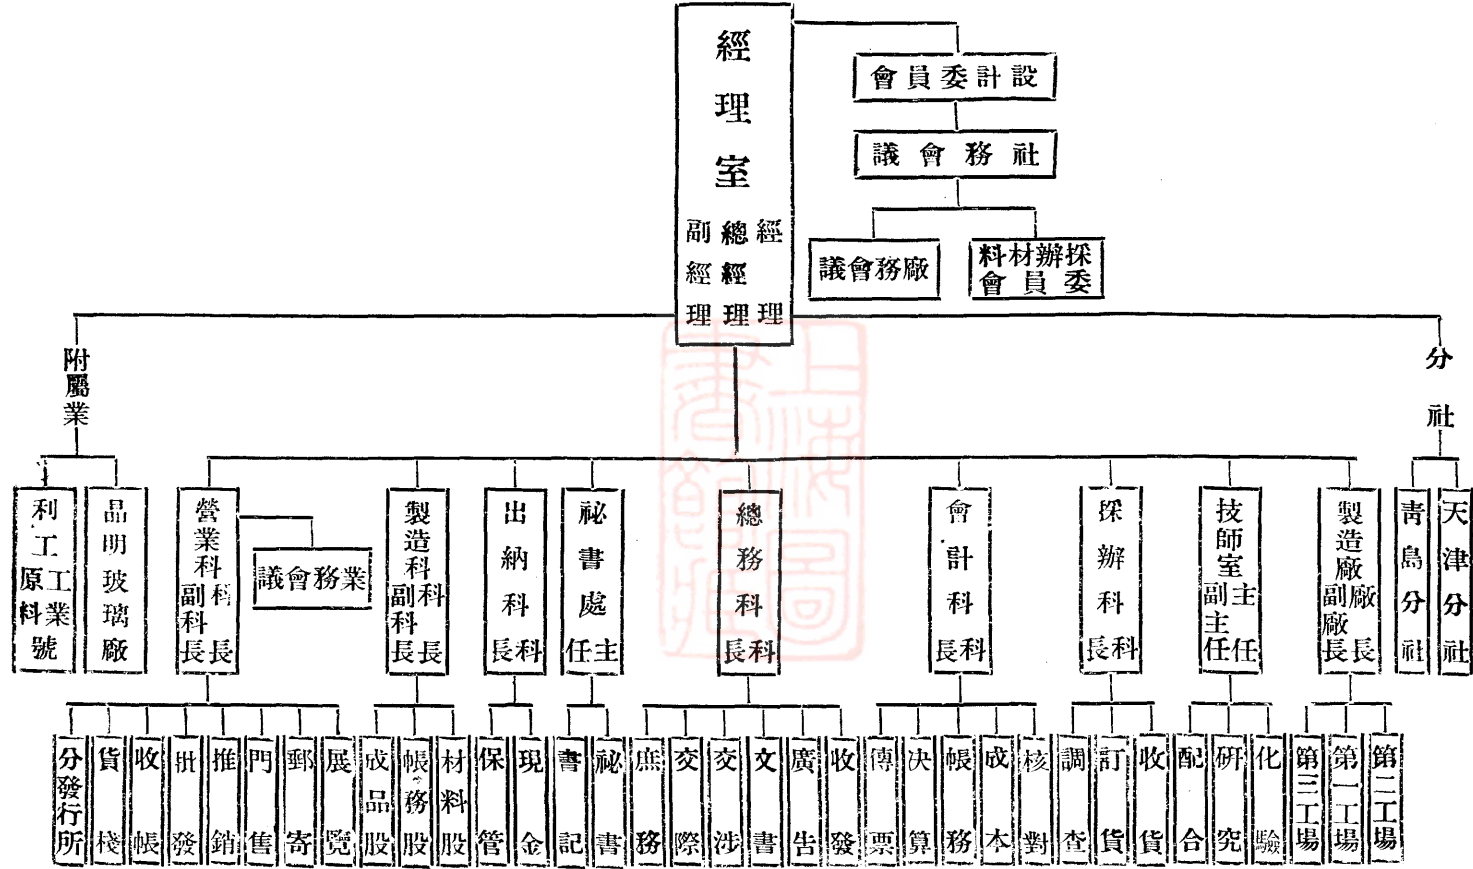 經理室
經理
總經理
副經理
設計委員會
社務會議
採辦材料委員會
廠務會議
分社
附屬業
天津分社
青島分社
製造廠
廠長
副廠長
技師室
主任
副主任
採辦科
科長
會計科
科長
總務科
科長
祕書處
主任
出納科
科長
製造科
科長
副科長
營業科
科長
副科長
業務會議
品明玻璃廠
利工工業原料號
第二工場
第一工場
第三工場
化驗
研究
配合
收貨
訂貨
調查
核對
成本
帳務
決算
傳票
收發
廣告
文書
交涉
交際
庶務
祕書
書記
現金
保管
材料股
帳務股
成品股
展覽
郵寄
門售
推銷
批發
收帳
貨棧
分發行所
上海圖書館藏